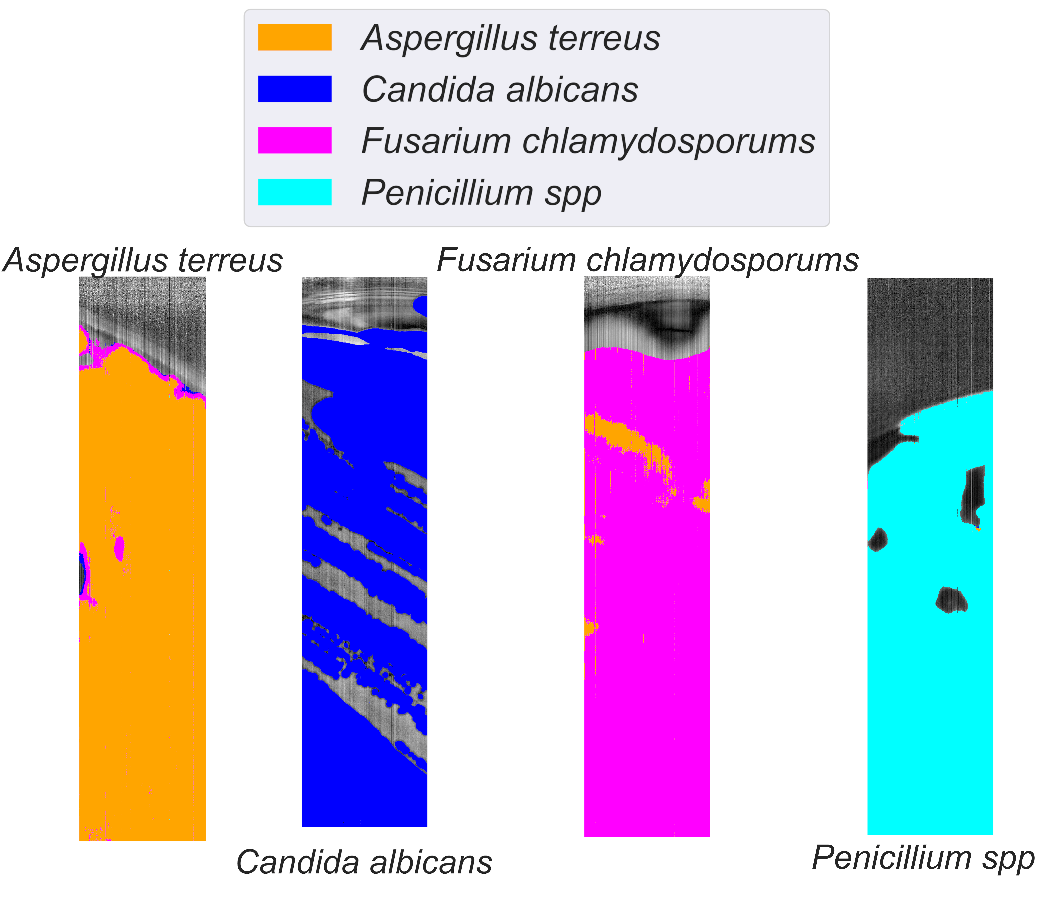 Aspergillus terreus
Candida albicans
Fusarium chlamydosporums
Penicillium spp
Aspergillus terreus
Fusarium chlamydosporums
Candida albicans
Penicillium spp